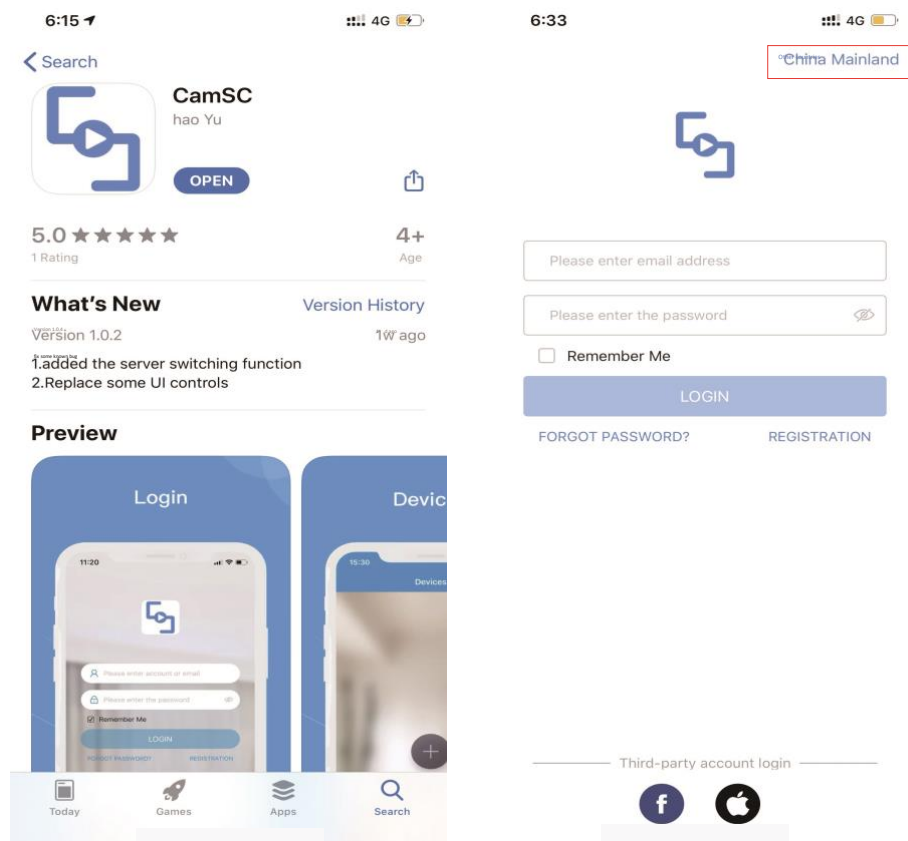 6:15
4G
Search
CamSC
hao Yu
OPEN
5.0
4+
1 Rating
Age
What's New
Version History
Version 1.0.2
1w ago
1.added the server switching function
2.Replace some UI controls
Preview
Login
11:20
Please enter account or email
Please enter the password
Remember Me
LOGIN
FORGOT PASSWORD?
REGISTRATION
Devic
15:30
Devices
Today
Games
Apps
Search
6:33
4G
China Mainland
Please enter email address
Please enter the password
Remember Me
LOGIN
FORGOT PASSWORD?
REGISTRATION
Third-party account login
f